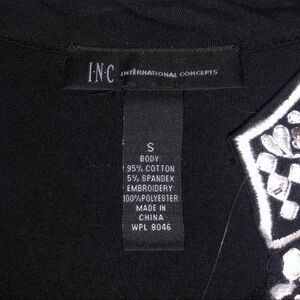 I·N·C INTERNATIONAL CONCEPTS
S
BODY:
95% COTTON
5% SPANDEX
EMBROIDERY:
100%POLYESTER
MADE IN
CHINA
WPL 8046